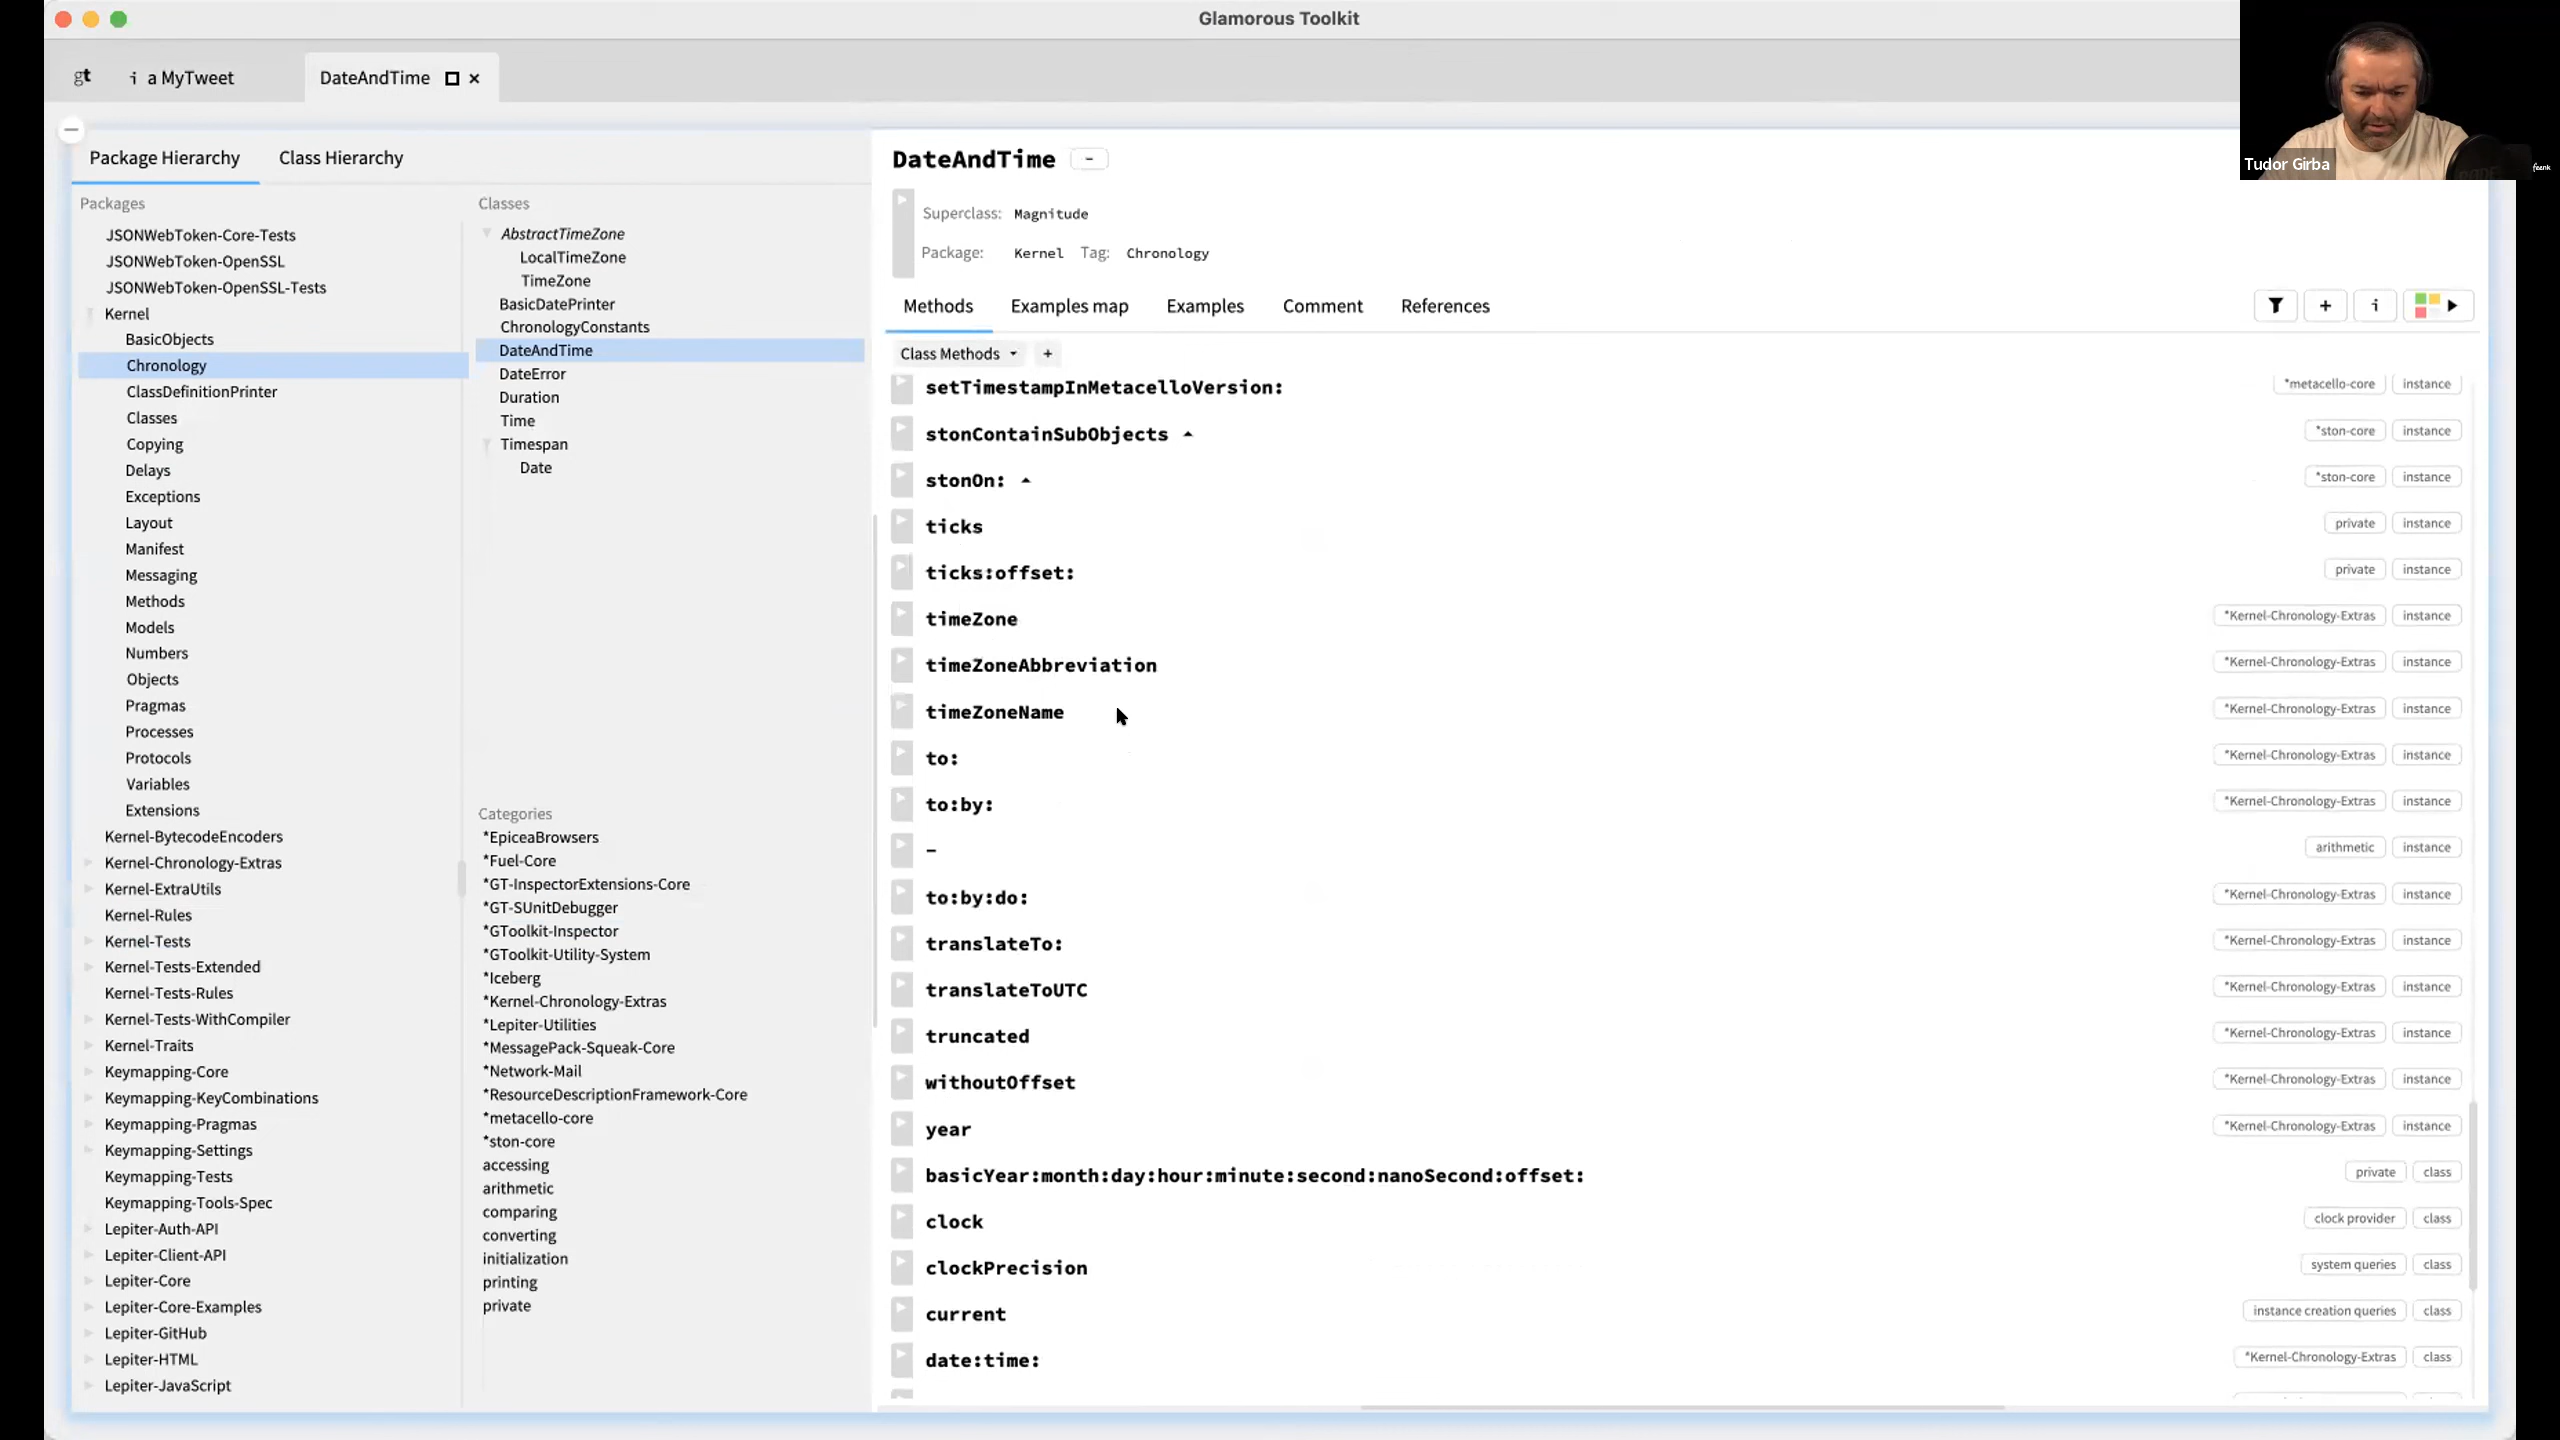 Glamorous Toolkit
gt
i a MyTweet
DateAndTime
Tudor Girba
feenk
Package Hierarchy
Class Hierarchy
Packages
JSONWebToken-Core-Tests
JSONWebToken-OpenSSL
JSONWebToken-OpenSSL-Tests
Kernel
BasicObjects
Chronology
ClassDefinitionPrinter
Classes
Copying
Delays
Exceptions
Layout
Manifest
Messaging
Methods
Models
Numbers
Objects
Pragmas
Processes
Protocols
Variables
Extensions
Kernel-BytecodeEncoders
Kernel-Chronology-Extras
Kernel-ExtraUtils
Kernel-Rules
Kernel-Tests
Kernel-Tests-Extended
Kernel-Tests-Rules
Kernel-Tests-WithCompiler
Kernel-Traits
Keymapping-Core
Keymapping-KeyCombinations
Keymapping-Pragmas
Keymapping-Settings
Keymapping-Tests
Keymapping-Tools-Spec
Lepiter-Auth-API
Lepiter-Client-API
Lepiter-Core
Lepiter-Core-Examples
Lepiter-GitHub
Lepiter-HTML
Lepiter-JavaScript
Classes
AbstractTimeZone
LocalTimeZone
TimeZone
BasicDatePrinter
ChronologyConstants
DateAndTime
DateError
Duration
Time
Timespan
Date
Categories
*EpiceaBrowsers
*Fuel-Core
*GT-InspectorExtensions-Core
*GT-SUnitDebugger
*GToolkit-Inspector
*GToolkit-Utility-System
*Iceberg
*Kernel-Chronology-Extras
*Lepiter-Utilities
*MessagePack-Squeak-Core
*Network-Mail
*ResourceDescriptionFramework-Core
*metacello-core
*ston-core
accessing
arithmetic
comparing
converting
initialization
printing
private
DateAndTime
Superclass: Magnitude
Package: Kernel Tag: Chronology
Methods Examples map Examples Comment References
Class Methods
setTimestampInMetacelloVersion: *metacello-core instance
stonContainSubObjects *ston-core instance
stonOn: *ston-core instance
ticks private instance
ticks:offset: private instance
timeZone *Kernel-Chronology-Extras instance
timeZoneAbbreviation *Kernel-Chronology-Extras instance
timeZoneName *Kernel-Chronology-Extras instance
to: *Kernel-Chronology-Extras instance
to:by: *Kernel-Chronology-Extras instance
- arithmetic instance
to:by:do: *Kernel-Chronology-Extras instance
translateTo: *Kernel-Chronology-Extras instance
translateToUTC *Kernel-Chronology-Extras instance
truncated *Kernel-Chronology-Extras instance
withoutOffset *Kernel-Chronology-Extras instance
year *Kernel-Chronology-Extras instance
basicYear:month:day:hour:minute:second:nanoSecond:offset: private class
clock clock provider class
clockPrecision system queries class
current instance creation queries class
date:time: *Kernel-Chronology-Extras class